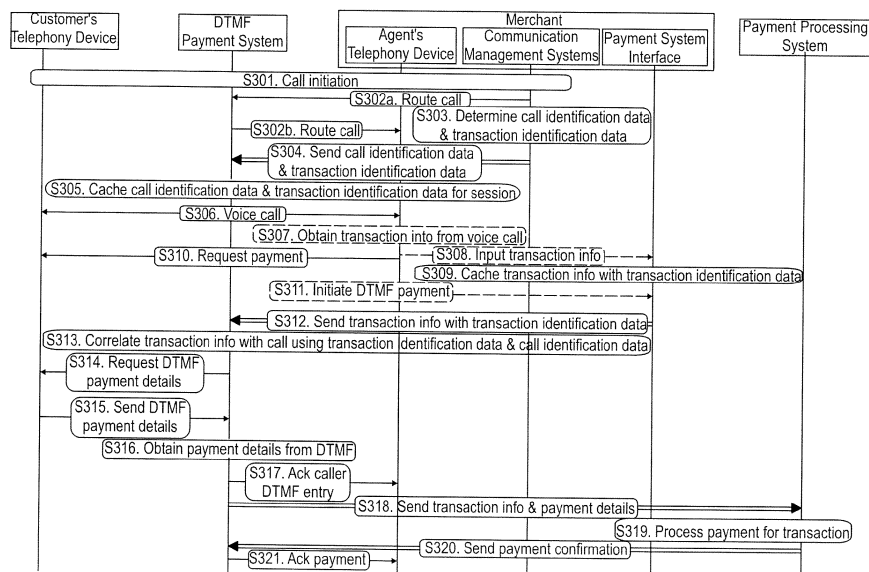 Customer's
Telephony Device
DTMF
Payment System
Merchant
Agent's
Telephony Device
Communication
Management Systems
Payment System
Interface
Payment Processing
System
S301. Call initiation
S302a. Route call
S302b. Route call
S303. Determine call identification data
& transaction identification data
S304. Send call identification data
& transaction identification data
S305. Cache call identification data & transaction identification data for session
S306. Voice call
S307. Obtain transaction into from voice call
S308. Input transaction info
S310. Request payment
S309. Cache transaction info with transaction identification data
S311. Initiate DTMF payment
S312. Send transaction info with transaction identification data
S313. Correlate transaction info with call using transaction identification data & call identification data
S314. Request DTMF
payment details
S315. Send DTMF
payment details
S316. Obtain payment details from DTMF
S317. Ack caller
DTMF entry
S318. Send transaction info & payment details
S319. Process payment for transaction
S320. Send payment confirmation
S321. Ack payment